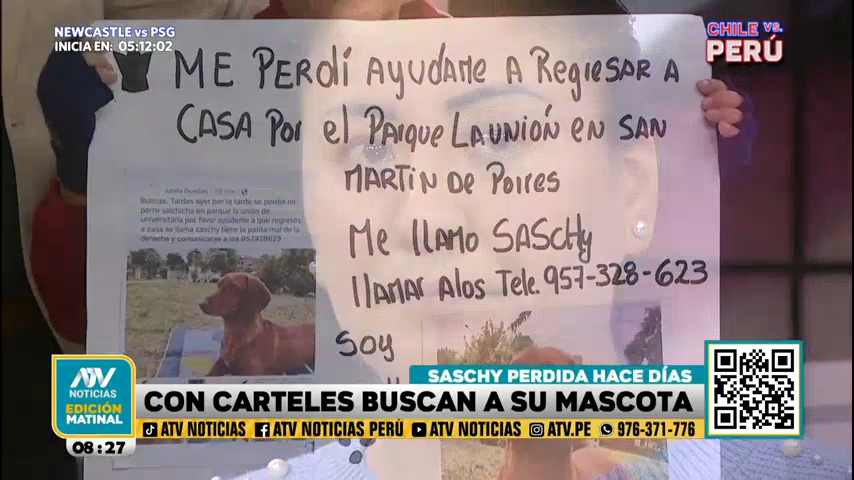 NEWCASTLE vs PSG
INICIA EN: 05:12:02
CHILE vs.
PERÚ
ME PERDÍ AYUDAME A REGRESAR A
CASA POR el PARQUE LA UNIÓN EN SAN
MARTIN DE PORRES
Me llamo SASCHY
llamar Alos Tele. 957-328-623
SOY
Buenas, Tardes ayer por la tarde se perdió mi
perro salchicha en parque la unión de
universitaria por favor ayúdeme a que regreses
a casa se llama saschy tiene la patita mal de la
derecha y comunicarse a los 957328623
SASCHY PERDIDA HACE DÍAS
CON CARTELES BUSCAN A SU MASCOTA
ATV
NOTICIAS
EDICIÓN
MATINAL
08:27
ATV NOTICIAS ATV NOTICIAS PERÚ ATV NOTICIAS ATV.PE 976-371-776